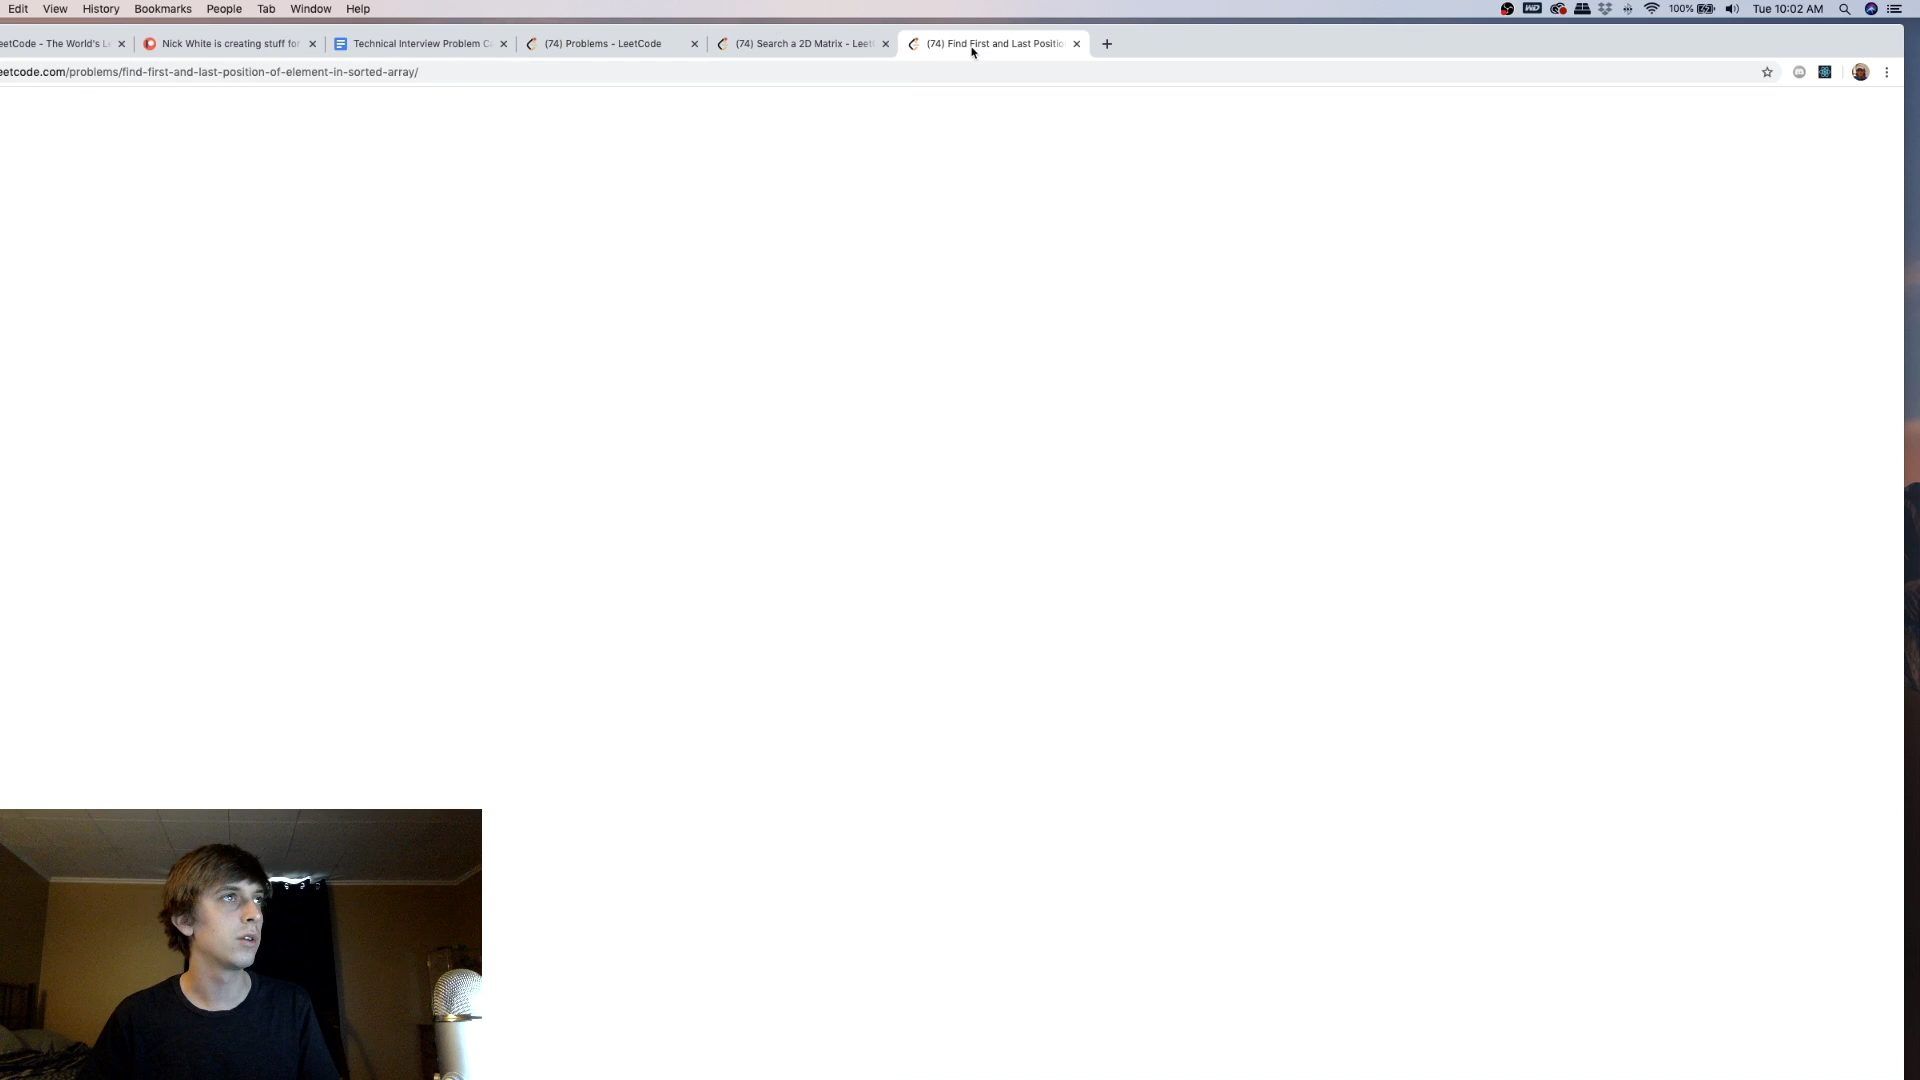 Edit View History Bookmarks People Tab Window Help 100% Tue 10:02 AM
eetCode - The World's L Nick White is creating stuff for Technical Interview Problem C (74) Problems - LeetCode (74) Search a 2D Matrix - Leet (74) Find First and Last Positio
eetcode.com/problems/find-first-and-last-position-of-element-in-sorted-array/